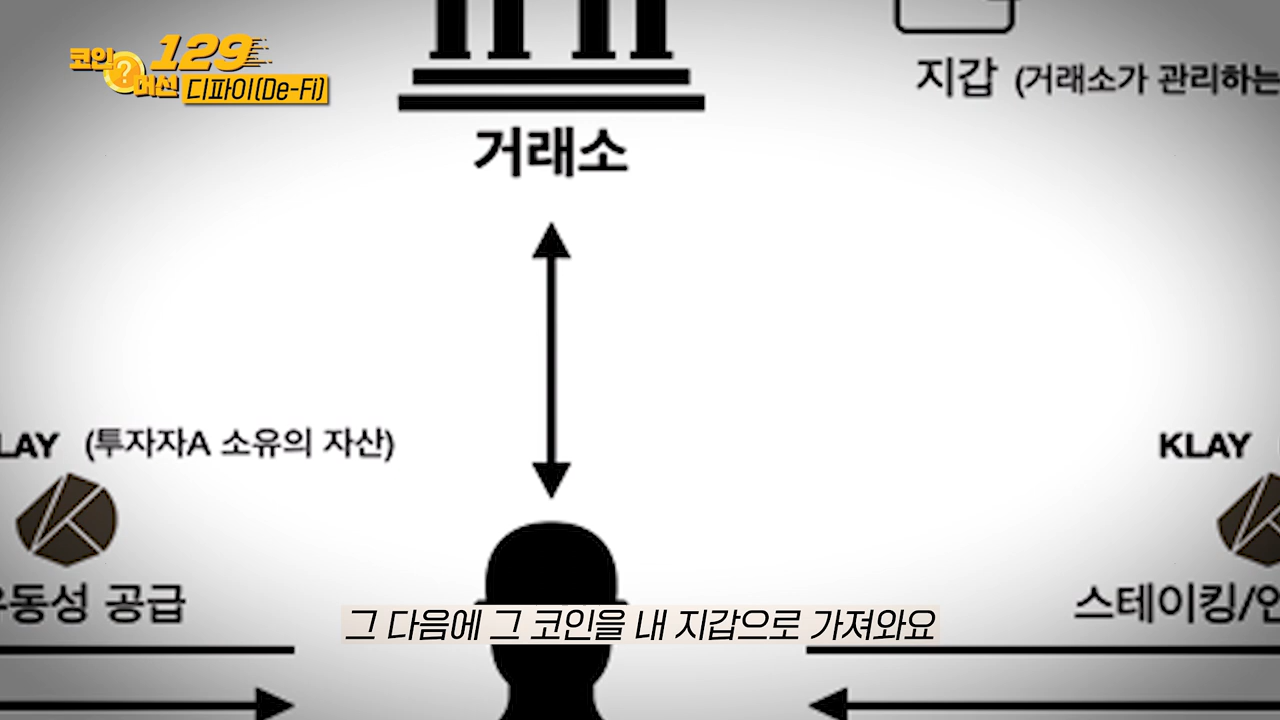 코인 129
머신 디파이(De-Fi)
지갑 (거래소가 관리하는
거래소
LAY (투자자A 소유의 자산)
KLAY
유동성 공급
스테이킹/언
그 다음에 그 코인을 내 지갑으로 가져와요